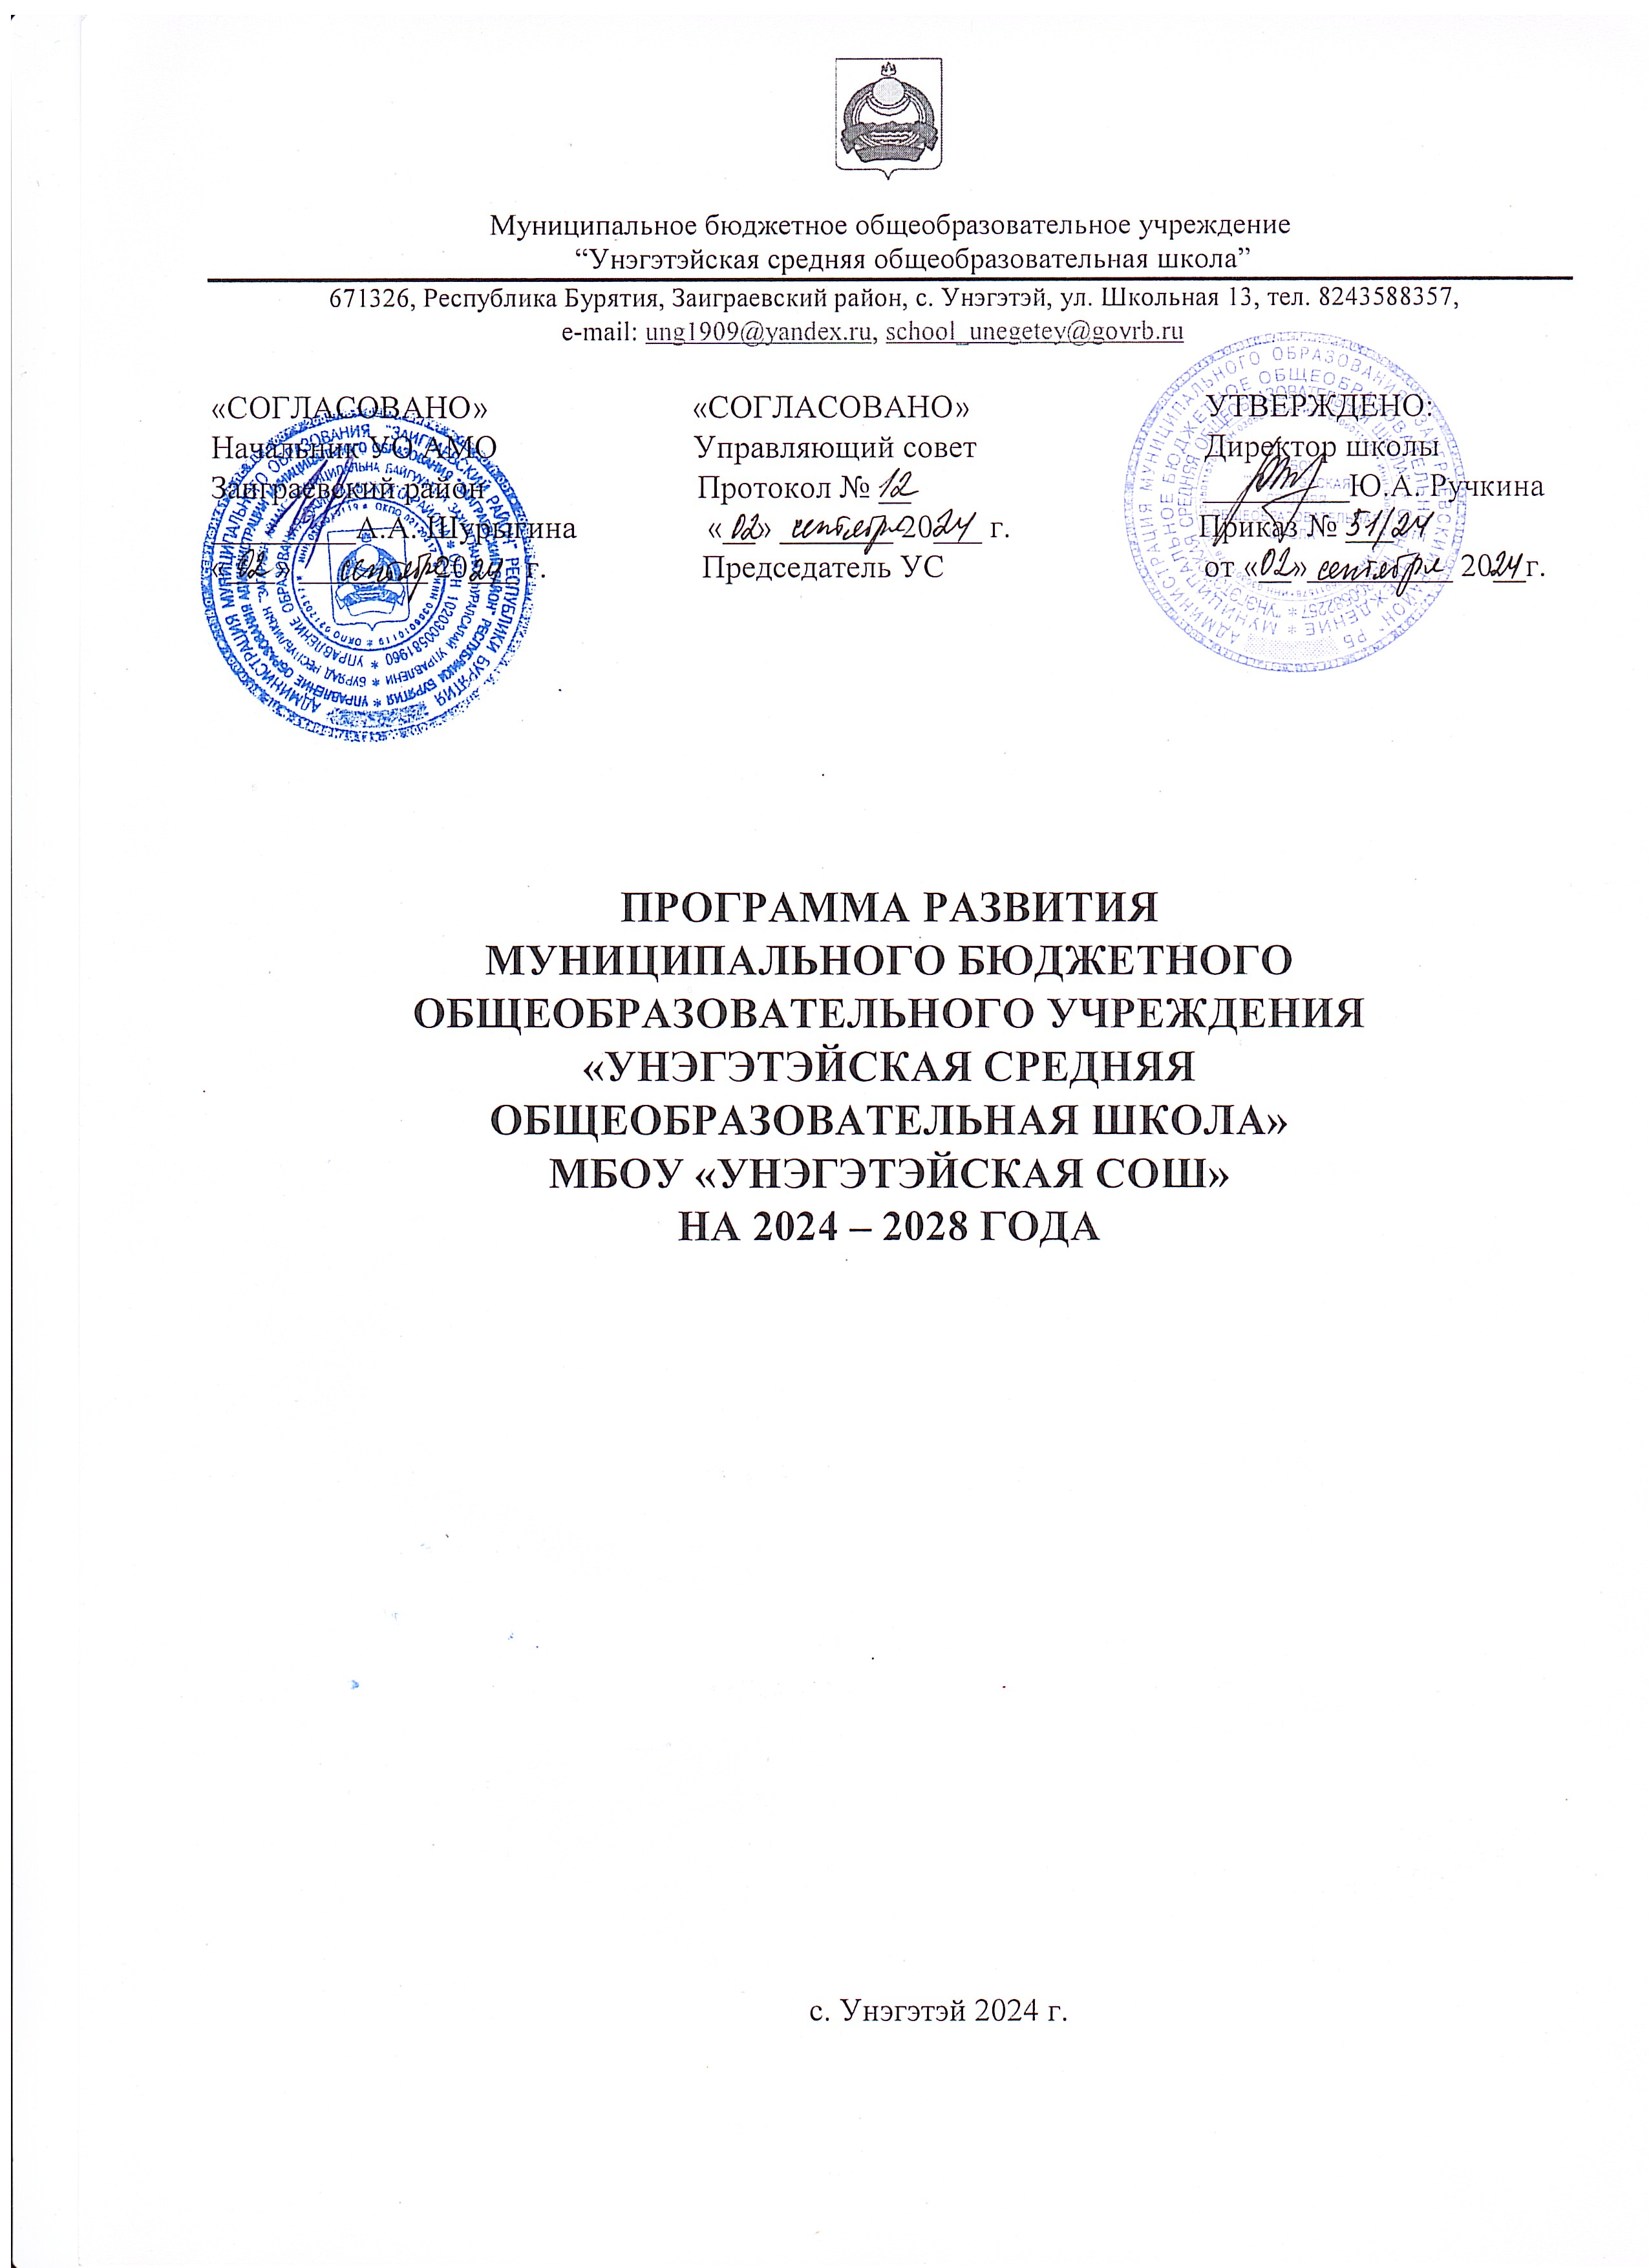 Муниципальное бюджетное общеобразовательное учреждение
“Унэгэтэйская средняя общеобразовательная школа”
671326, Республика Бурятия, Заиграевский район, с. Унэгэтэй, ул. Школьная 13, тел. 8243588357,
e-mail: ung1909@yandex.ru, school_unegetey@govrb.ru
«СОГЛАСОВАНО»
Начальник УО АМО
Заиграевский район
____________А.А. Шурыгина
«02» сентября 2024 г.
«СОГЛАСОВАНО»
Управляющий совет
Протокол № 12
«02» сентября 2024 г.
Председатель УС
УТВЕРЖДЕНО:
Директор школы
____________Ю.А. Ручкина
Приказ № 51/24
от «02» сентября 2024г.
ПРОГРАММА РАЗВИТИЯ
МУНИЦИПАЛЬНОГО БЮДЖЕТНОГО
ОБЩЕОБРАЗОВАТЕЛЬНОГО УЧРЕЖДЕНИЯ
«УНЭГЭТЭЙСКАЯ СРЕДНЯЯ
ОБЩЕОБРАЗОВАТЕЛЬНАЯ ШКОЛА»
МБОУ «УНЭГЭТЭЙСКАЯ СОШ»
НА 2024 – 2028 ГОДА
с. Унэгэтэй 2024 г.